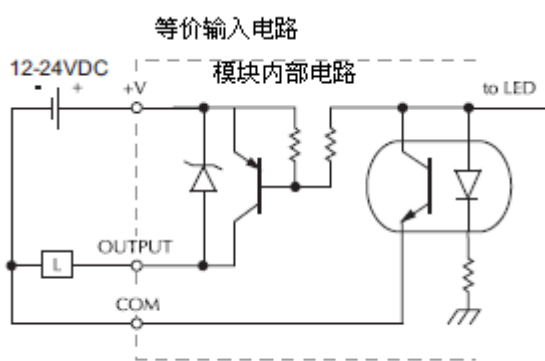 等价输入电路
12-24VDC
模块内部电路
- +
+V
to LED
OUTPUT
L
COM